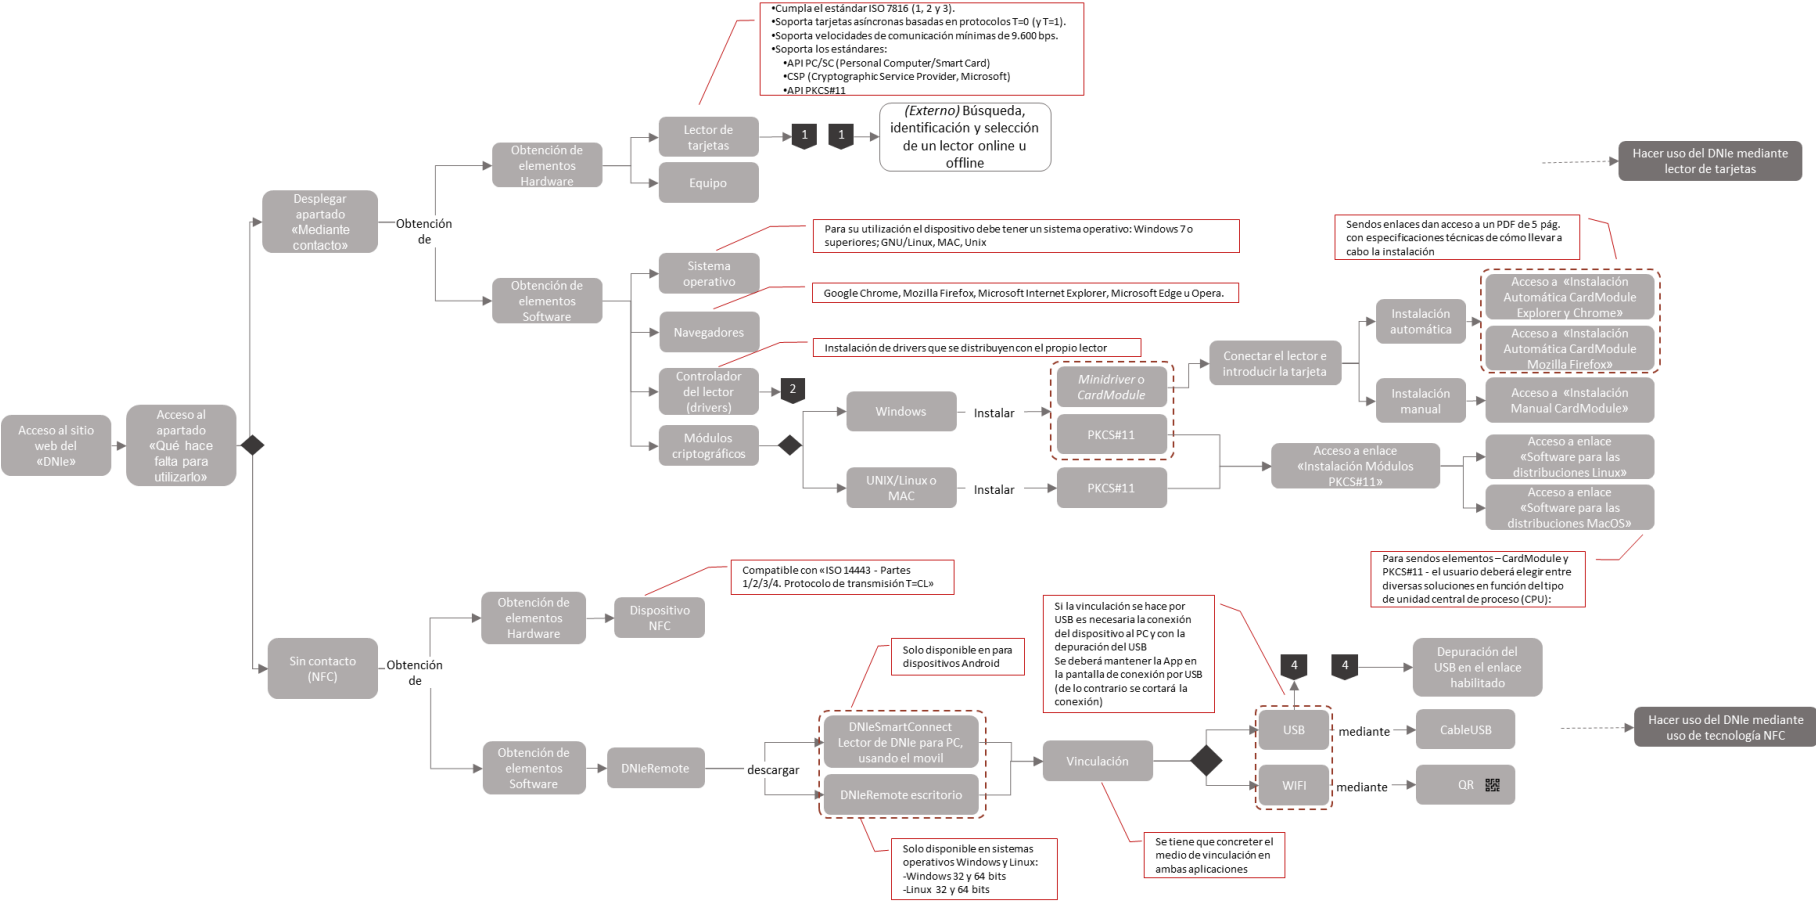 •Cumpla el estándar ISO 7816 (1, 2 y 3).
•Soporta tarjetas asíncronas basadas en protocolos T=0 (y T=1).
•Soporta velocidades de comunicación mínimas de 9.600 bps.
•Soporta los estándares:
•API PC/SC (Personal Computer/Smart Card)
•CSP (Cryptographic Service Provider, Microsoft)
•API PKCS#11
Lector de
tarjetas
1
1
(Externo) Búsqueda,
identificación y selección
de un lector online u
offline
Obtención de
elementos
Hardware
Equipo
Hacer uso del DNIe mediante
lector de tarjetas
Desplegar
apartado
«Mediante
contacto»
Obtención
de
Para su utilización el dispositivo debe tener un sistema operativo: Windows 7 o
superiores; GNU/Linux, MAC, Unix
Sendos enlaces dan acceso a un PDF de 5 pág.
con especificaciones técnicas de cómo llevar a
cabo la instalación
Sistema
operativo
Obtención de
elementos
Software
Google Chrome, Mozilla Firefox, Microsoft Internet Explorer, Microsoft Edge u Opera.
Navegadores
Instalación de drivers que se distribuyen con el propio lector
Controlador
del lector
(drivers)
2
Módulos
criptográficos
Windows
Instalar
Minidriver o
CardModule
PKCS#11
Conectar el lector e
introducir la tarjeta
Instalación
automática
Acceso a «Instalación
Automática CardModule
Explorer y Chrome»
Acceso a «Instalación
Automática CardModule
Mozilla Firefox»
Instalación
manual
Acceso a «Instalación
Manual CardModule»
UNIX/Linux o
MAC
Instalar
PKCS#11
Acceso a enlace
«Instalación Módulos
PKCS#11»
Acceso a enlace
«Software para las
distribuciones Linux»
Acceso a enlace
«Software para las
distribuciones MacOS»
Para sendos elementos – CardModule y
PKCS#11 - el usuario deberá elegir entre
diversas soluciones en función del tipo
de unidad central de proceso (CPU):
Acceso al sitio
web del
«DNIe»
Acceso al
apartado
«Qué hace
falta para
utilizarlo»
Compatible con «ISO 14443 - Partes
1/2/3/4. Protocolo de transmisión T=CL»
Obtención de
elementos
Hardware
Dispositivo
NFC
Sin contacto
(NFC)
Obtención
de
Solo disponible en para
dispositivos Android
Si la vinculación se hace por
USB es necesaria la conexión
del dispositivo al PC y con la
depuración del USB
Se deberá mantener la App en
la pantalla de conexión por USB
(de lo contrario se cortará la
conexión)
4
4
Depuración del
USB en el enlace
habilitado
Obtención de
elementos
Software
DNIeRemote
descargar
DNIeSmartConnect
Lector de DNIe para PC,
usando el movil
DNIeRemote escritorio
Vinculación
USB
mediante
CableUSB
WIFI
mediante
QR
Hacer uso del DNIe mediante
uso de tecnología NFC
Solo disponible en sistemas
operativos Windows y Linux:
-Windows 32 y 64 bits
-Linux 32 y 64 bits
Se tiene que concreter el
medio de vinculación en
ambas aplicaciones